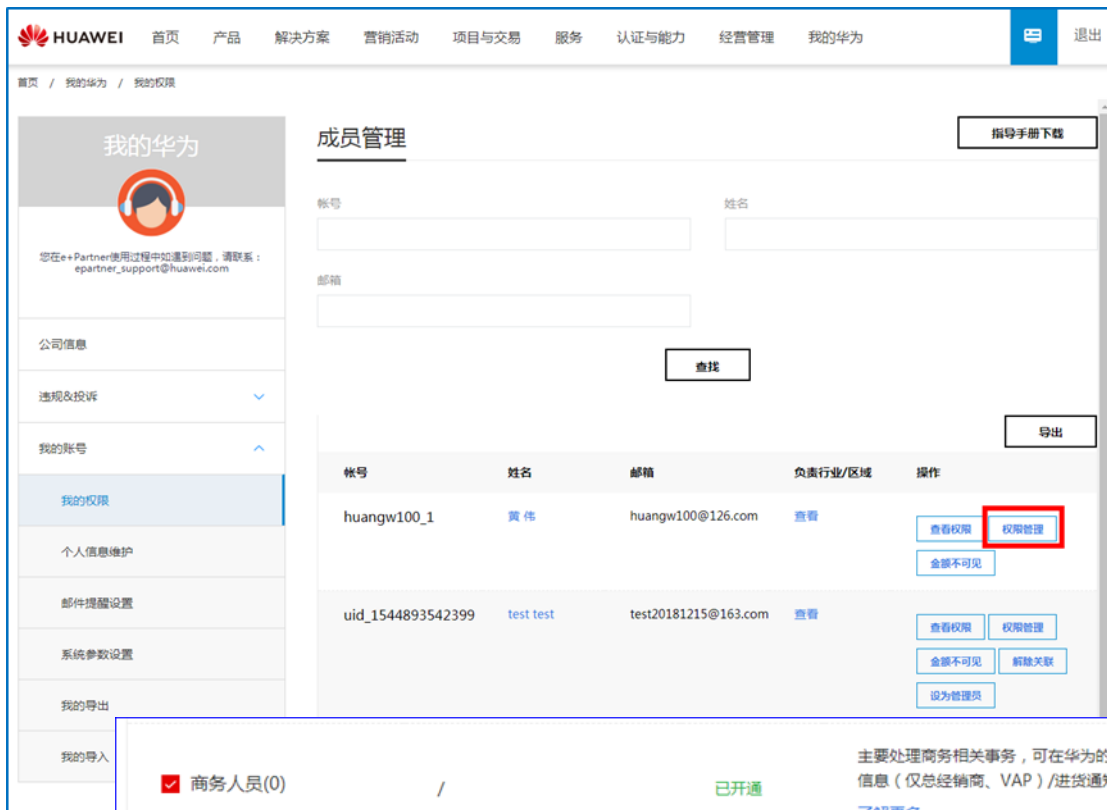 HUAWEI 首页 产品 解决方案 营销活动 项目与交易 服务 认证与能力 经营管理 我的华为 退出
首页 / 我的华为 / 我的权限
我的华为
您在e+Partner使用过程中如遇到问题，请联系：
epartner_support@huawei.com
公司信息
违规&投诉
我的账号
我的权限
个人信息维护
邮件提醒设置
系统参数设置
我的导出
我的导入
成员管理
指导手册下载
帐号 姓名
邮箱
查找
导出
帐号 姓名 邮箱 负责行业/区域 操作
huangw100_1 黄 伟 huangw100@126.com 查看
查看权限 权限管理
金额不可见
uid_1544893542399 test test test20181215@163.com 查看
查看权限 权限管理
金额不可见 解除关联
设为管理员
商务人员(0) / 已开通
主要处理商务相关事务，可在华为的
信息（仅总经销商、VAP）/进货通